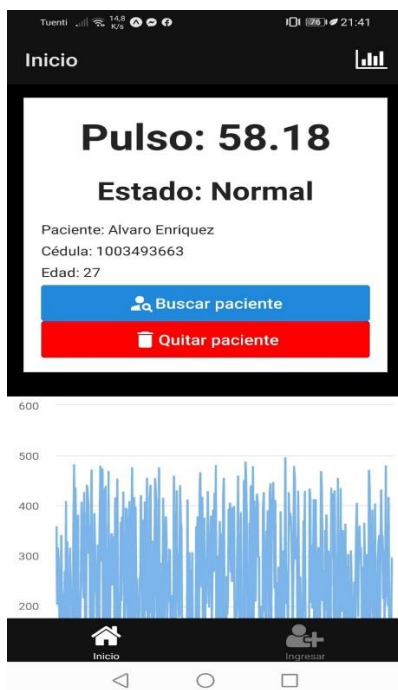 Tuenti 14,8 K/s 76 21:41
Inicio
Pulso: 58.18
Estado: Normal
Paciente: Alvaro Enriquez
Cédula: 1003493663
Edad: 27
Buscar paciente
Quitar paciente
600
500
400
300
200
Inicio Ingresar